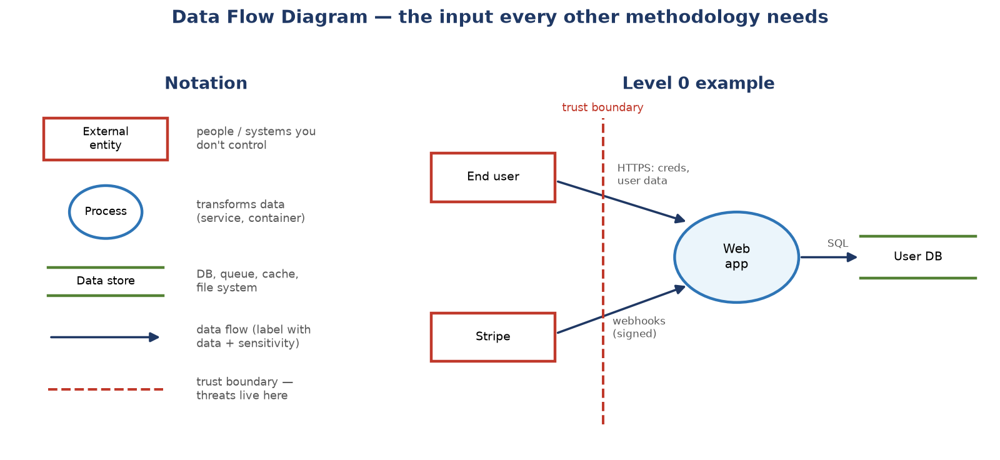 Data Flow Diagram — the input every other methodology needs
Notation
External
entity
people / systems you
don't control
Process
transforms data
(service, container)
Data store
DB, queue, cache,
file system
data flow (label with
data + sensitivity)
trust boundary —
threats live here
Level 0 example
trust boundary
End user
HTTPS: creds,
user data
Web
app
SQL
User DB
Stripe
webhooks
(signed)